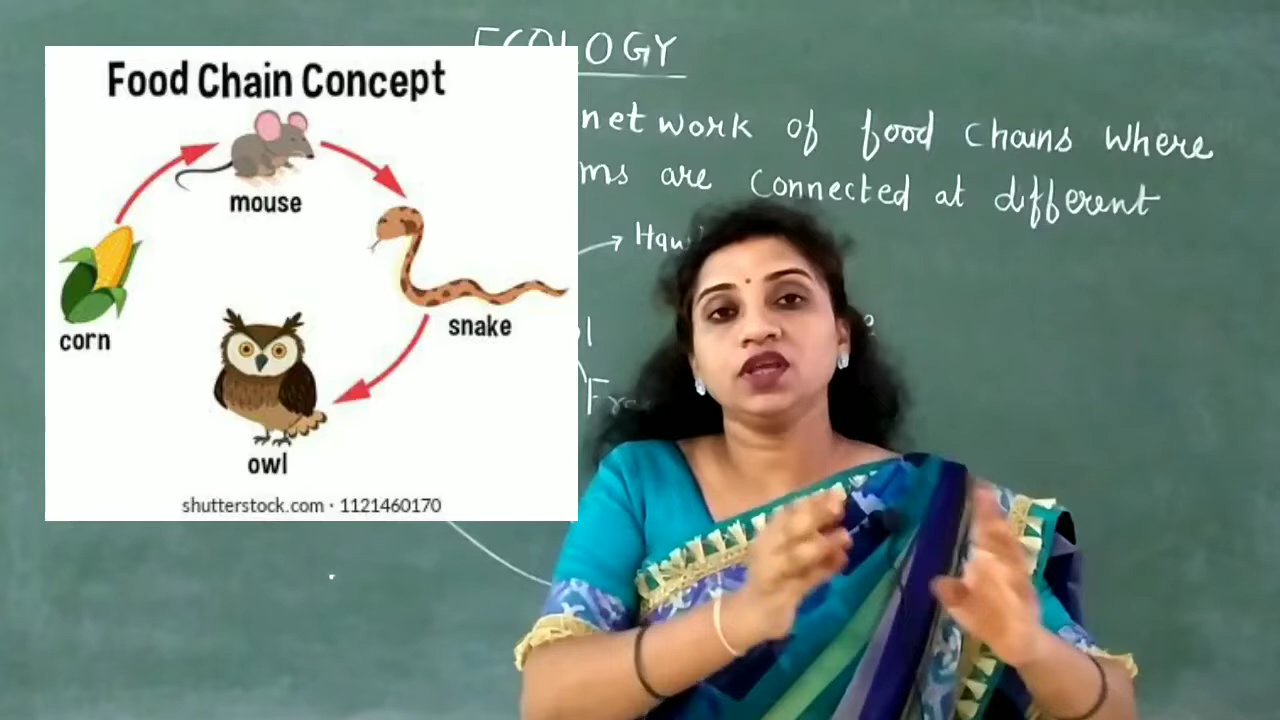 ECOLOGY
network of food chains where
are connected at different
Food Chain Concept
mouse
corn
snake
owl
shutterstock.com · 1121460170